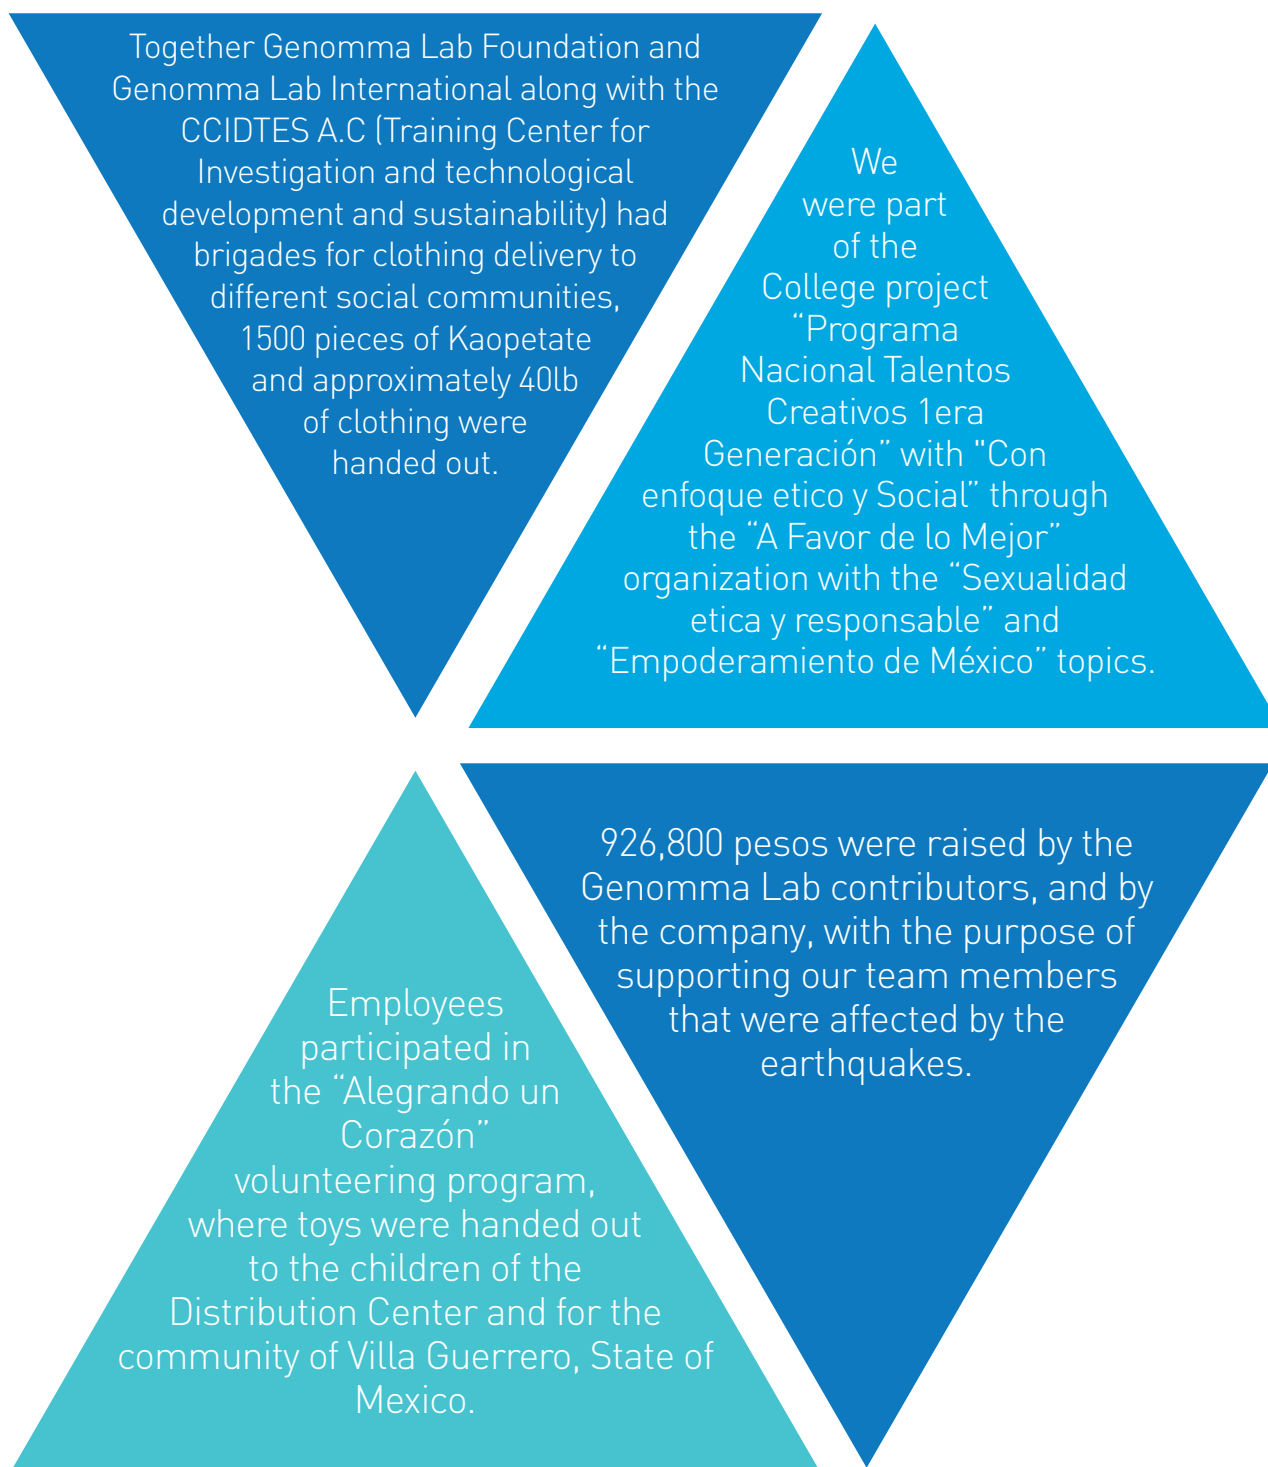 Together Genomma Lab Foundation and
Genomma Lab International along with the
CCIDTES A.C (Training Center for
Investigation and technological
development and sustainability) had
brigades for clothing delivery to
different social communities,
1500 pieces of Kaopetate
and approximately 40lb
of clothing were
handed out.
We
were part
of the
College project
“Programa
Nacional Talentos
Creativos 1era
Generación” with "Con
enfoque etico y Social” through
the “A Favor de lo Mejor”
organization with the “Sexualidad
etica y responsable” and
“Empoderamiento de México” topics.
Employees
participated in
the “Alegrando un
Corazón”
volunteering program,
where toys were handed out
to the children of the
Distribution Center and for the
community of Villa Guerrero, State of
Mexico.
926,800 pesos were raised by the
Genomma Lab contributors, and by
the company, with the purpose of
supporting our team members
that were affected by the
earthquakes.